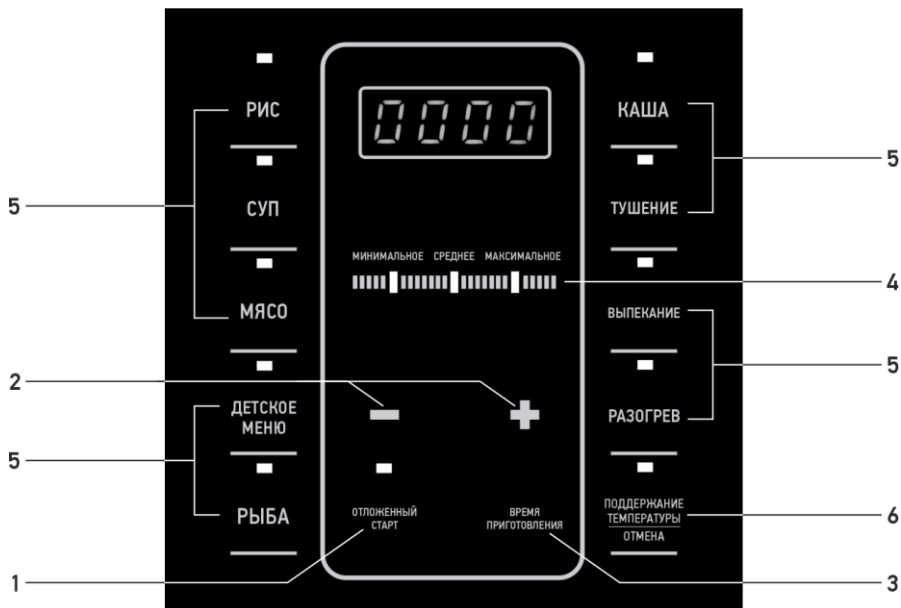 РИС
СУП
МЯСО
ДЕТСКОЕ
МЕНЮ
РЫБА
0000
МИНИМАЛЬНОЕ СРЕДНЕЕ МАКСИМАЛЬНОЕ
− +
ОТЛОЖЕННЫЙ
СТАРТ
ВРЕМЯ
ПРИГОТОВЛЕНИЯ
КАША
ТУШЕНИЕ
ВЫПЕКАНИЕ
РАЗОГРЕВ
ПОДДЕРЖАНИЕ
ТЕМПЕРАТУРЫ
ОТМЕНА
5
2
5
1
5
4
5
6
3